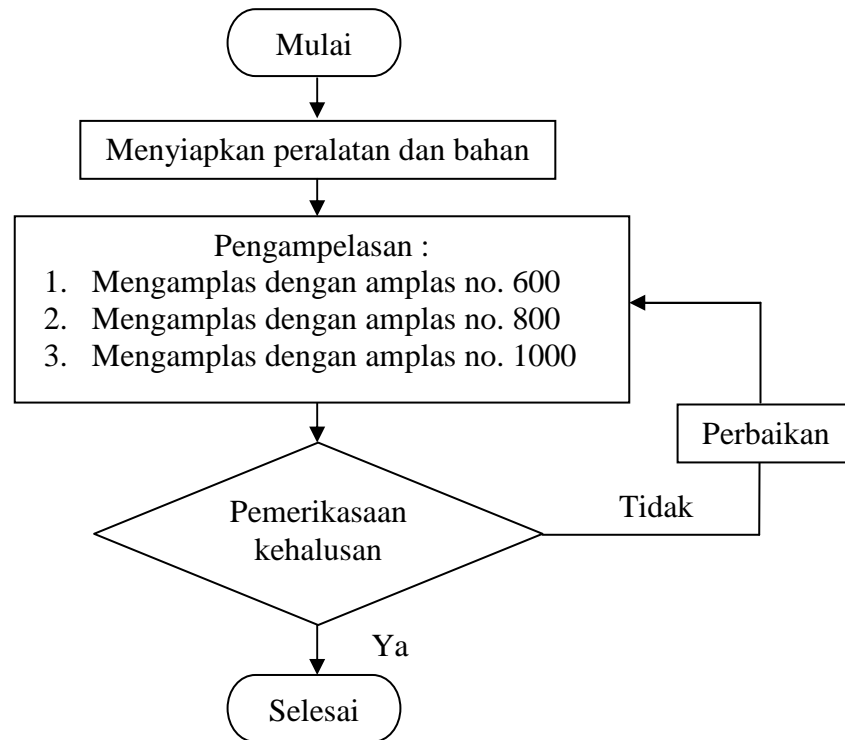 Mulai
Menyiapkan peralatan dan bahan
Pengampelasan :
1. Mengamplas dengan amplas no. 600
2. Mengamplas dengan amplas no. 800
3. Mengamplas dengan amplas no. 1000
Perbaikan
Pemerikasaan
kehalusan
Tidak
Ya
Selesai